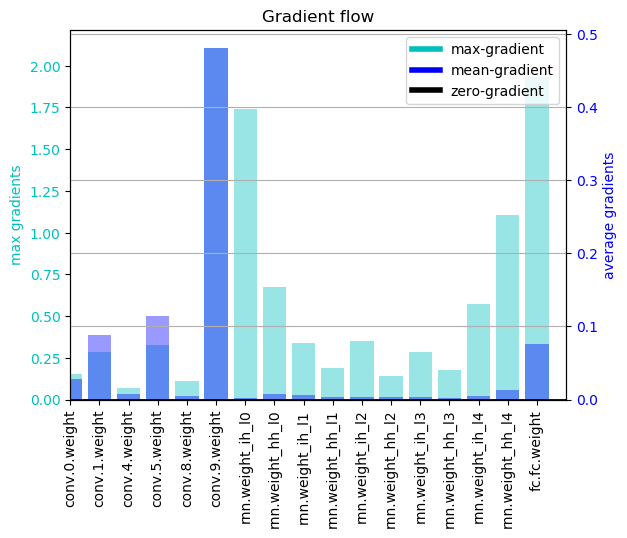 Gradient flow
max-gradient
mean-gradient
zero-gradient
max gradients
2.00
1.75
1.50
1.25
1.00
0.75
0.50
0.25
0.00
average gradients
0.5
0.4
0.3
0.2
0.1
0.0
conv.0.weight
conv.1.weight
conv.4.weight
conv.5.weight
conv.8.weight
conv.9.weight
rnn.weight_ih_l0
rnn.weight_hh_l0
rnn.weight_ih_l1
rnn.weight_hh_l1
rnn.weight_ih_l2
rnn.weight_hh_l2
rnn.weight_ih_l3
rnn.weight_hh_l3
rnn.weight_ih_l4
rnn.weight_hh_l4
fc.fc.weight